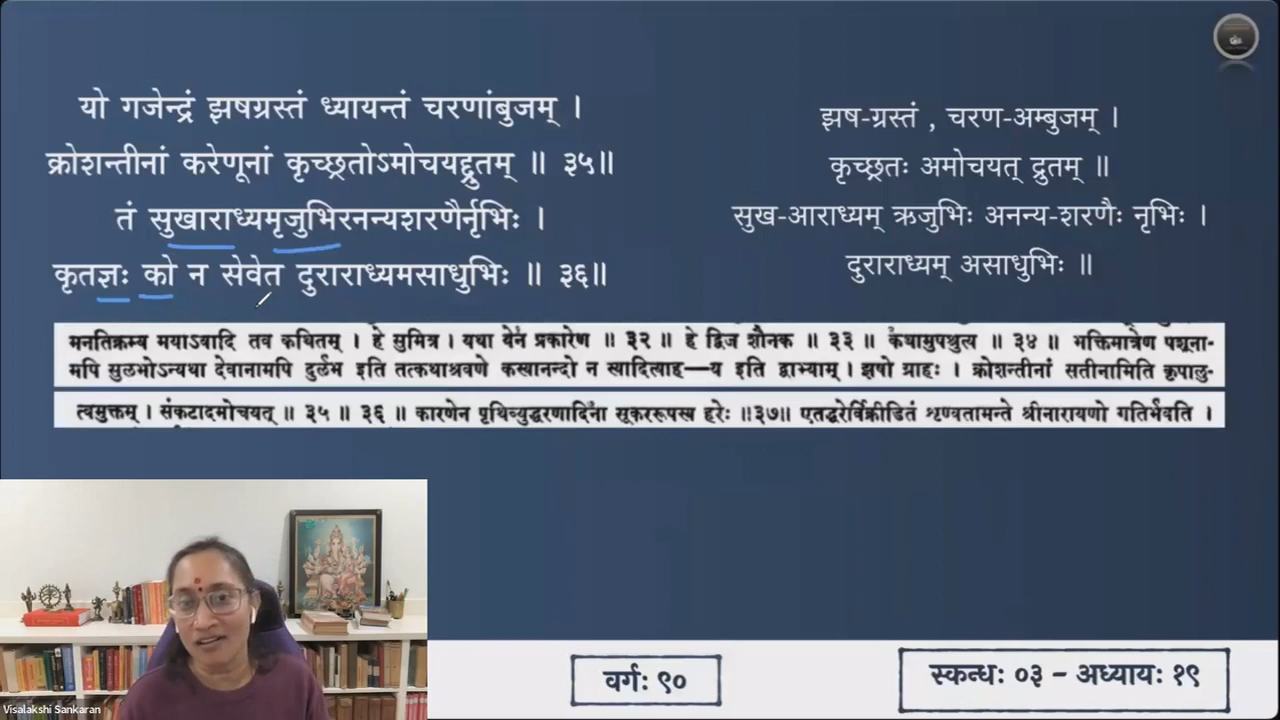 यो गजेन्द्रं झषग्रस्तं ध्यायन्तं चरणांबुजम् ।
क्रोशन्तीनां करेणूनां कृच्छ्रतोऽमोचयद्द्रुतम् ॥ ३५॥
तं सुखाराध्यमृजुभिरनन्यशरणैर्नृभिः ।
कृतज्ञः को न सेवेत दुराराध्यमसाधुभिः ॥ ३६॥
झष-ग्रस्तं , चरण-अम्बुजम् ।
कृच्छ्रतः अमोचयत् द्रुतम् ॥
सुख-आराध्यम् ऋजुभिः अनन्य-शरणैः नृभिः ।
दुराराध्यम् असाधुभिः ॥
मनतिक्रम्य मयाऽवादि तव कथितम् । हे सुमित्र । यथा येन प्रकारेण ॥ ३२ ॥ हे द्विज शौनक ॥ ३३ ॥ कथामुपश्रुत्य ॥ ३४ ॥ भक्तिमात्रेण पशूना-
मपि सुलभोऽन्यथा देवानामपि दुर्लभ इति तत्कथाश्रवणे कस्यानन्दो न स्यादित्याह—य इति द्वाभ्याम् । झषो ग्राहः । क्रोशन्तीनां सतीनामिति कृपालु-
त्वमुक्तम् । संकटादमोचयत् ॥ ३५ ॥ ३६ ॥ कारणेन पृथिव्युद्धरणादिना सूकररूपस्य हरेः ॥३७॥ एतद्धरेर्विक्रीडितं शृण्वतामन्ते श्रीनारायणो गतिर्भवति ।
Visalakshi Sankaran
वर्गः ९०
स्कन्धः ०३ - अध्यायः १९